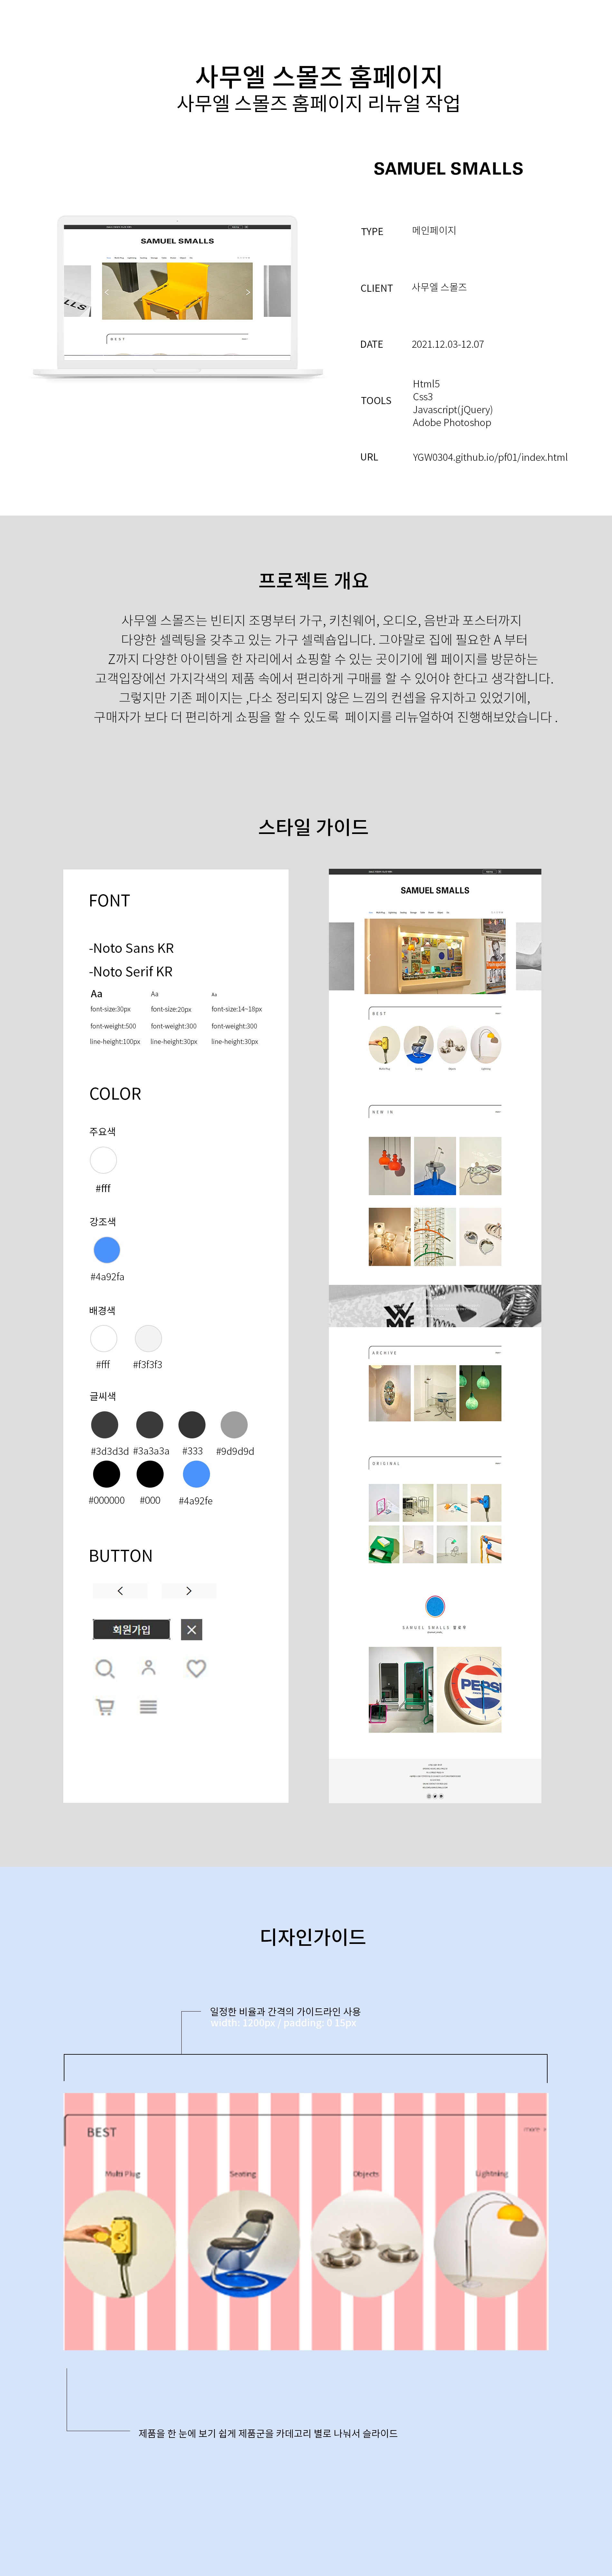 사무엘 스몰즈 홈페이지
사무엘 스몰즈 홈페이지 리뉴얼 작업
SAMUEL SMALLS
SAMUEL SMALLS
BEST
TYPE 메인페이지
CLIENT 사무엘 스몰즈
DATE 2021.12.03-12.07
TOOLS Html5
Css3
Javascript(jQuery)
Adobe Photoshop
URL YGW0304.github.io/pf01/index.html
프로젝트 개요
사무엘 스몰즈는 빈티지 조명부터 가구, 키친웨어, 오디오, 음반과 포스터까지
다양한 셀렉팅을 갖추고 있는 가구 셀렉숍입니다. 그야말로 집에 필요한 A 부터
Z까지 다양한 아이템을 한 자리에서 쇼핑할 수 있는 곳이기에 웹 페이지를 방문하는
고객입장에선 가지각색의 제품 속에서 편리하게 구매를 할 수 있어야 한다고 생각합니다.
그렇지만 기존 페이지는 ,다소 정리되지 않은 느낌의 컨셉을 유지하고 있었기에,
구매자가 보다 더 편리하게 쇼핑을 할 수 있도록 페이지를 리뉴얼하여 진행해보았습니다 .
스타일 가이드
FONT
-Noto Sans KR
-Noto Serif KR
Aa Aa Aa
font-size:30px font-size:20px font-size:14~18px
font-weight:500 font-weight:300 font-weight:300
line-height:100px line-height:30px line-height:30px
COLOR
주요색
#fff
강조색
#4a92fa
배경색
#fff #f3f3f3
글씨색
#3d3d3d #3a3a3a #333 #9d9d9d
#000000 #000 #4a92fe
BUTTON
회원가입
SAMUEL SMALLS
BEST
Multi Plug Seating Objects Lightning
NEW IN
WMF
ARCHIVE
ORIGINAL
SAMUEL SMALLS 팔로우
PEPSI
디자인가이드
일정한 비율과 간격의 가이드라인 사용
width: 1200px / padding: 0 15px
BEST
more >
Multi Plug Seating Objects Lightning
제품을 한 눈에 보기 쉽게 제품군을 카데고리 별로 나눠서 슬라이드